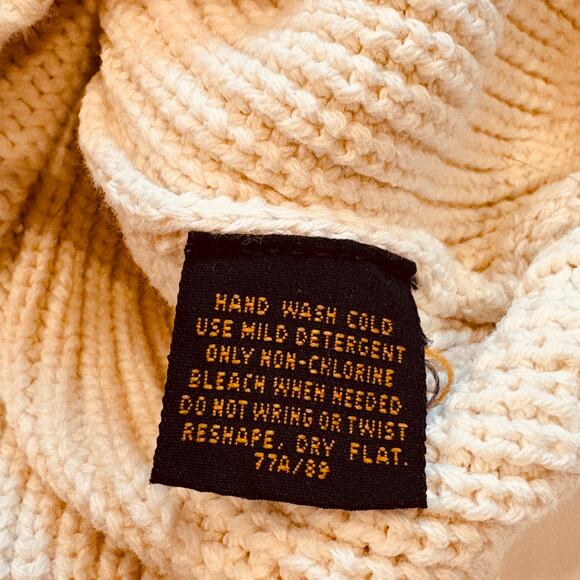 HAND WASH COLD
USE MILD DETERGENT
ONLY NON-CHLORINE
BLEACH WHEN NEEDED
DO NOT WRING OR TWIST
RESHAPE, DRY FLAT.
77A/89